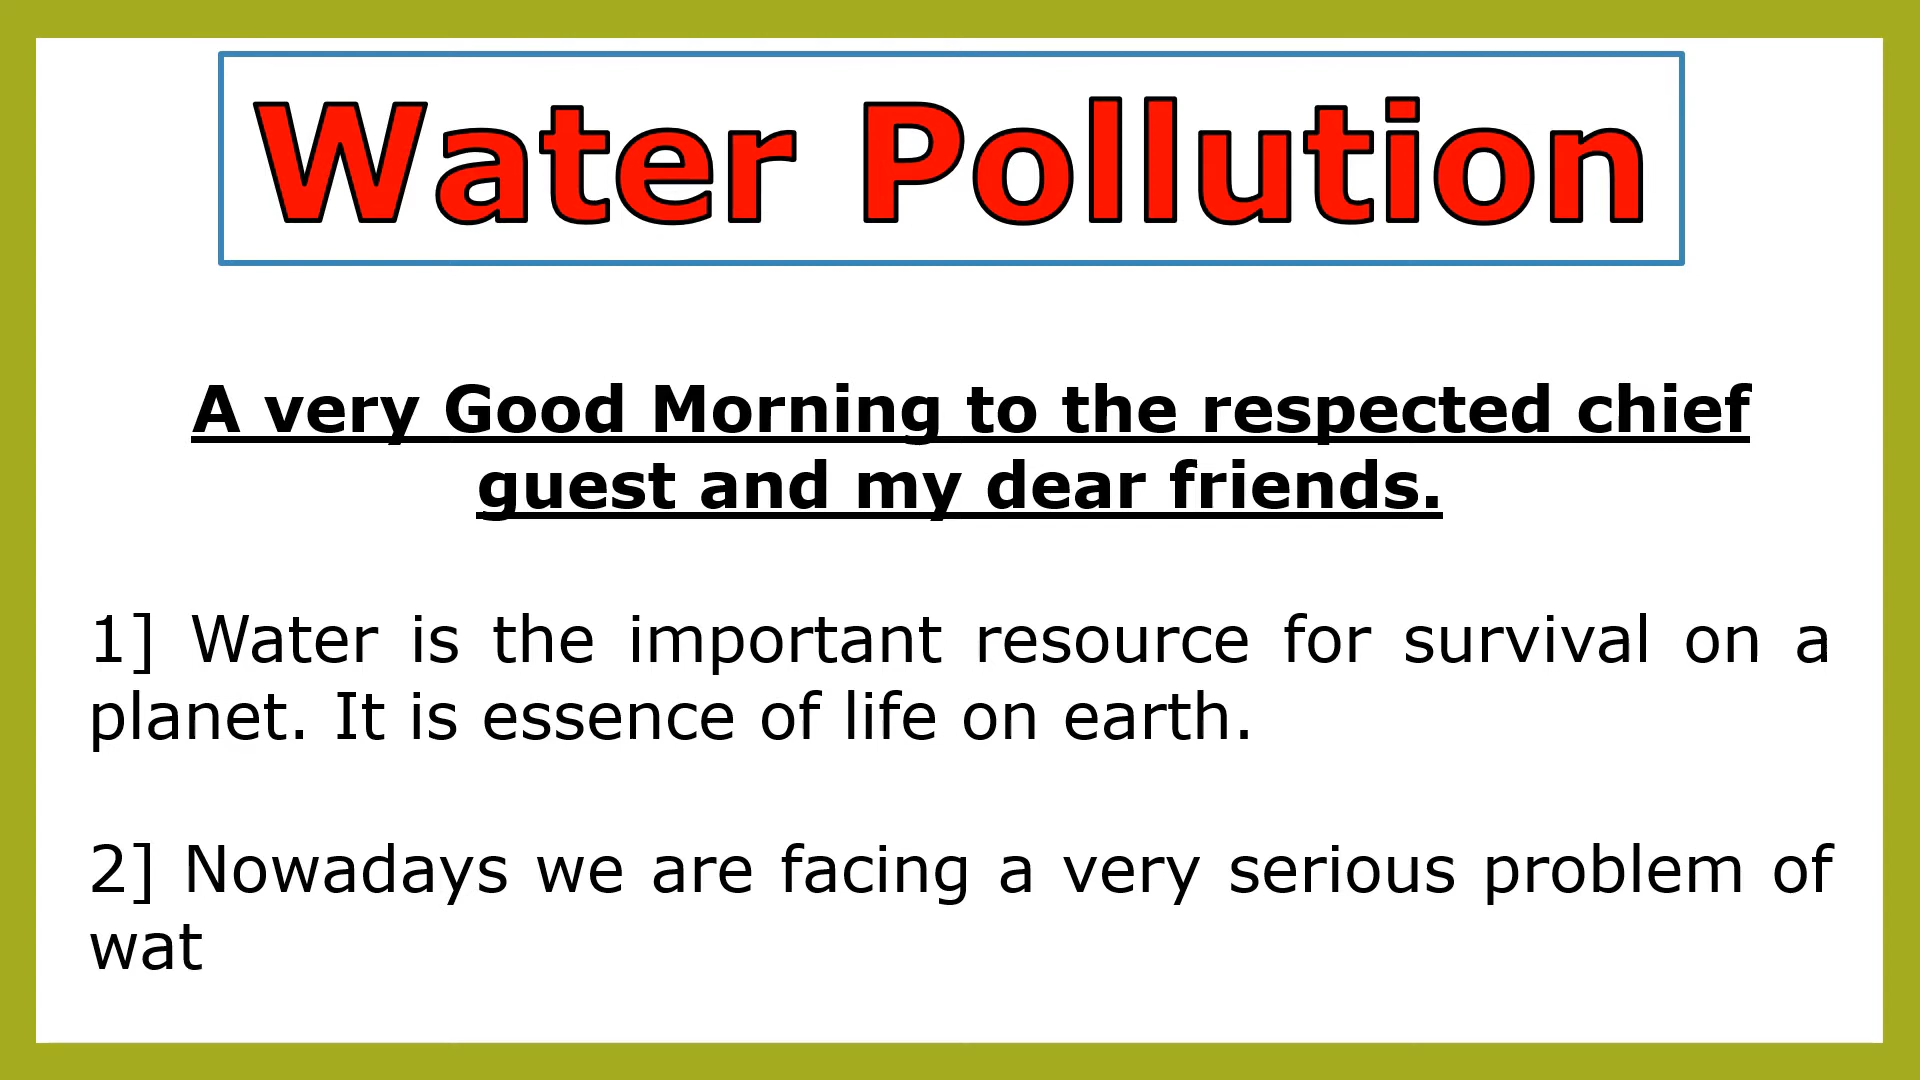 Water Pollution
A very Good Morning to the respected chief
guest and my dear friends.
1] Water is the important resource for survival on a
planet. It is essence of life on earth.
2] Nowadays we are facing a very serious problem of
wat